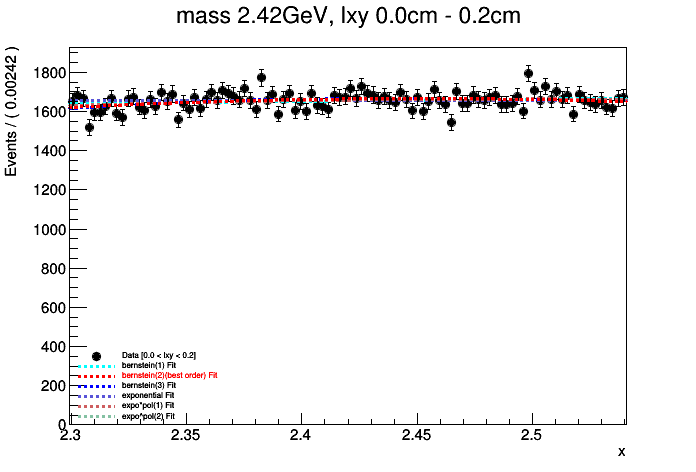 mass 2.42GeV, lxy 0.0cm - 0.2cm
Events / ( 0.00242 )
1800
1600
1400
1200
1000
800
600
400
200
0
Data [0.0 < lxy < 0.2]
bernstein(1) Fit
bernstein(2)(best order) Fit
bernstein(3) Fit
exponential Fit
expo*pol(1) Fit
expo*pol(2) Fit
2.3 2.35 2.4 2.45 2.5
x